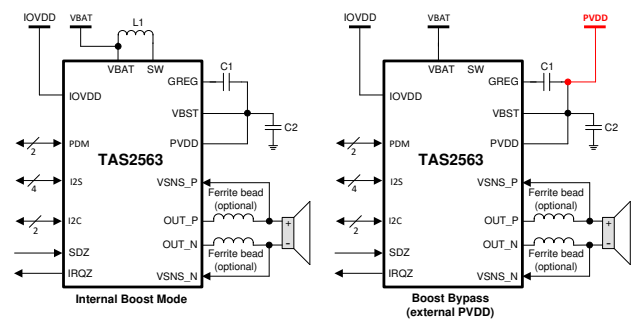 IOVDD
VBAT
L1
VBAT
SW
GREG
C1
IOVDD
VBST
C2
PVDD
PDM
2
TAS2563
I2S
4
VSNS_P
Ferrite bead
(optional)
I2C
2
OUT_P
+
OUT_N
-
SDZ
Ferrite bead
(optional)
IRQZ
VSNS_N
Internal Boost Mode
IOVDD
VBAT
PVDD
VBAT
SW
GREG
C1
IOVDD
VBST
C2
PVDD
PDM
2
TAS2563
I2S
4
VSNS_P
Ferrite bead
(optional)
I2C
2
OUT_P
+
OUT_N
-
SDZ
Ferrite bead
(optional)
IRQZ
VSNS_N
Boost Bypass
(external PVDD)